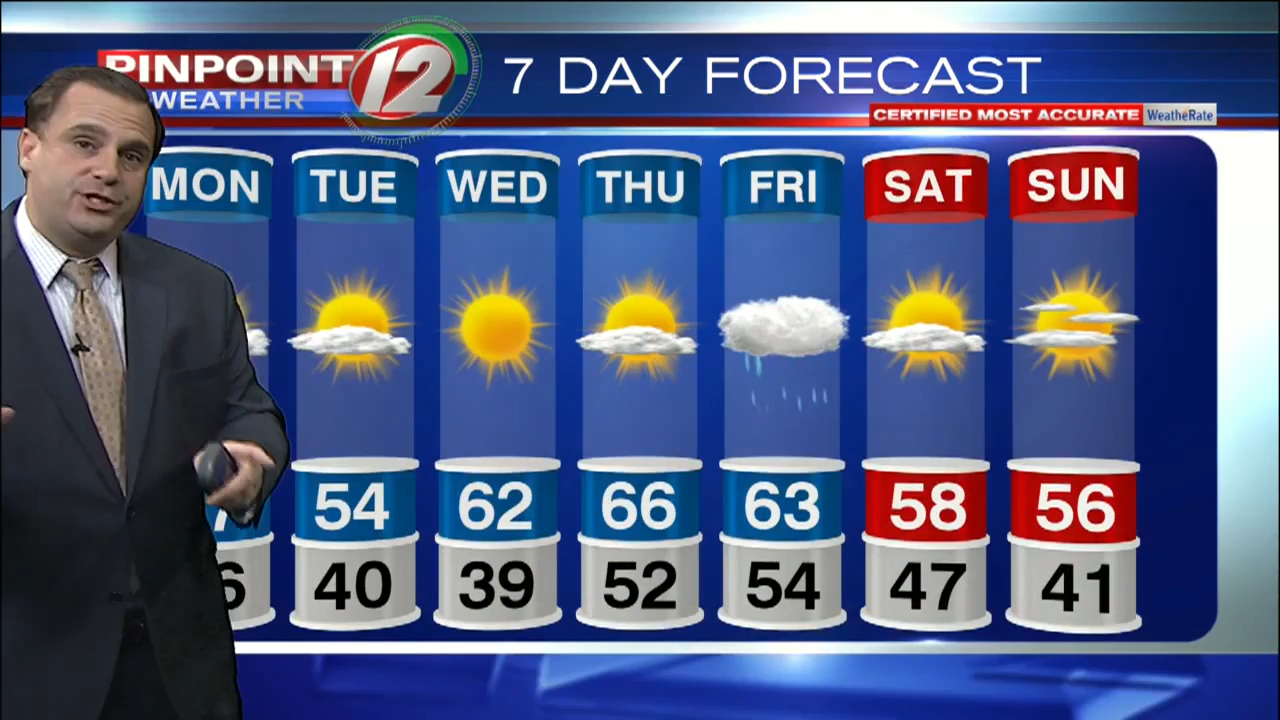 PINPOINT 12
WEATHER
7 DAY FORECAST
CERTIFIED MOST ACCURATE WeatheRate
MON TUE WED THU FRI SAT SUN
54 62 66 63 58 56
40 39 52 54 47 41